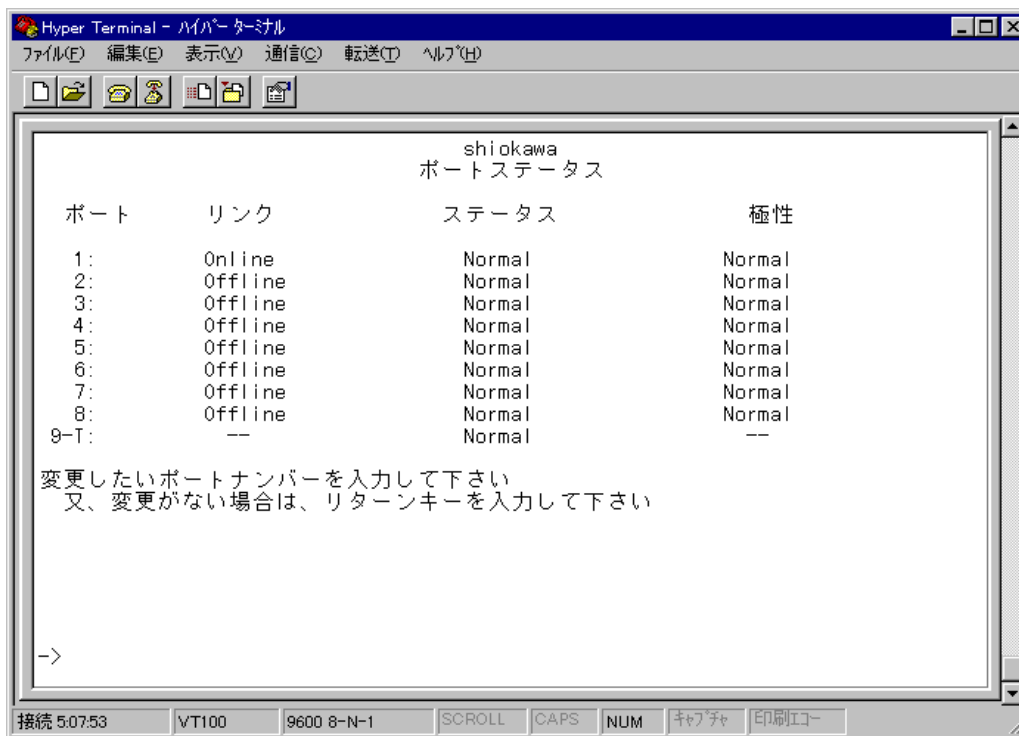 Hyper Terminal - ハイパー ターミナル
ファイル(F) 編集(E) 表示(V) 通信(C) 転送(T) ヘルプ(H)
shiokawa
ポートステータス
ポート リンク ステータス 極性
1: Online Normal Normal
2: Offline Normal Normal
3: Offline Normal Normal
4: Offline Normal Normal
5: Offline Normal Normal
6: Offline Normal Normal
7: Offline Normal Normal
8: Offline Normal Normal
9-T: -- Normal --
変更したいポートナンバーを入力して下さい
又、変更がない場合は、リターンキーを入力して下さい
->
接続 5:07:53 VT100 9600 8-N-1 SCROLL CAPS NUM キャプチャ 印刷エコー